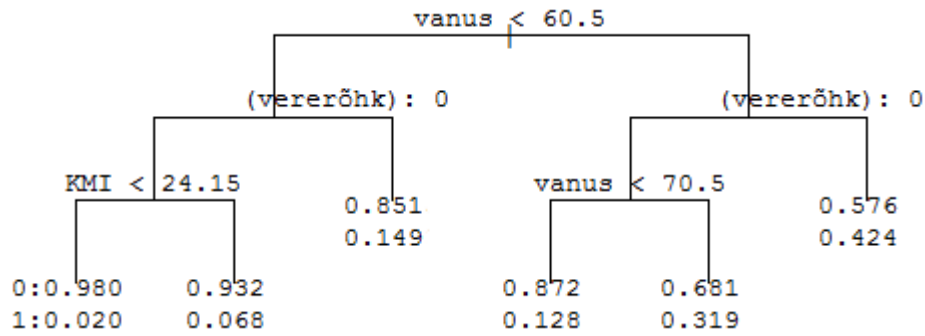 vanus < 60.5
(vererõhk): 0 (vererõhk): 0
KMI < 24.15 vanus < 70.5
0.851 0.576
0.149 0.424
0:0.980 0.932 0.872 0.681
1:0.020 0.068 0.128 0.319